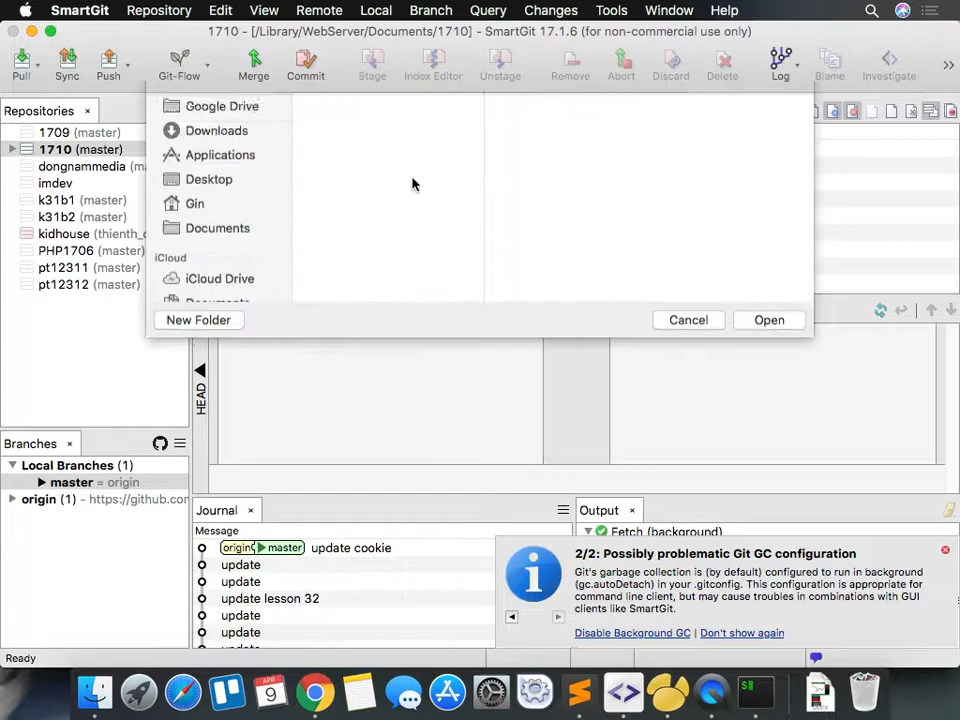 SmartGit Repository Edit View Remote Local Branch Query Changes Tools Window Help
1710 - [/Library/WebServer/Documents/1710] - SmartGit 17.1.6 (for non-commercial use only)
Pull Sync Push Git-Flow Merge Commit Stage Index Editor Unstage Remove Abort Discard Delete Log Blame Investigate
Repositories
1709 (master)
1710 (master)
dongnammedia (m
imdev
k31b1 (master)
k31b2 (master)
kidhouse (thienth_
PHP1706 (master)
pt12311 (master)
pt12312 (master)
Google Drive
Downloads
Applications
Desktop
Gin
Documents
iCloud
iCloud Drive
New Folder Cancel Open
HEAD
Branches
Local Branches (1)
master = origin
origin (1) - https://github.com
Journal
Message
origin master update cookie
update
update
update lesson 32
update
update
Output
Fetch (background)
2/2: Possibly problematic Git GC configuration
Git's garbage collection is (by default) configured to run in background
(gc.autoDetach) in your .gitconfig. This configuration is appropriate for
command line client, but may cause troubles in combinations with GUI
clients like SmartGit.
Disable Background GC | Don't show again
Ready
APR
9